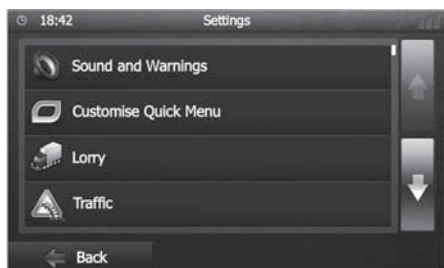 18:42 Settings
Sound and Warnings
Customise Quick Menu
Lorry
Traffic
Back